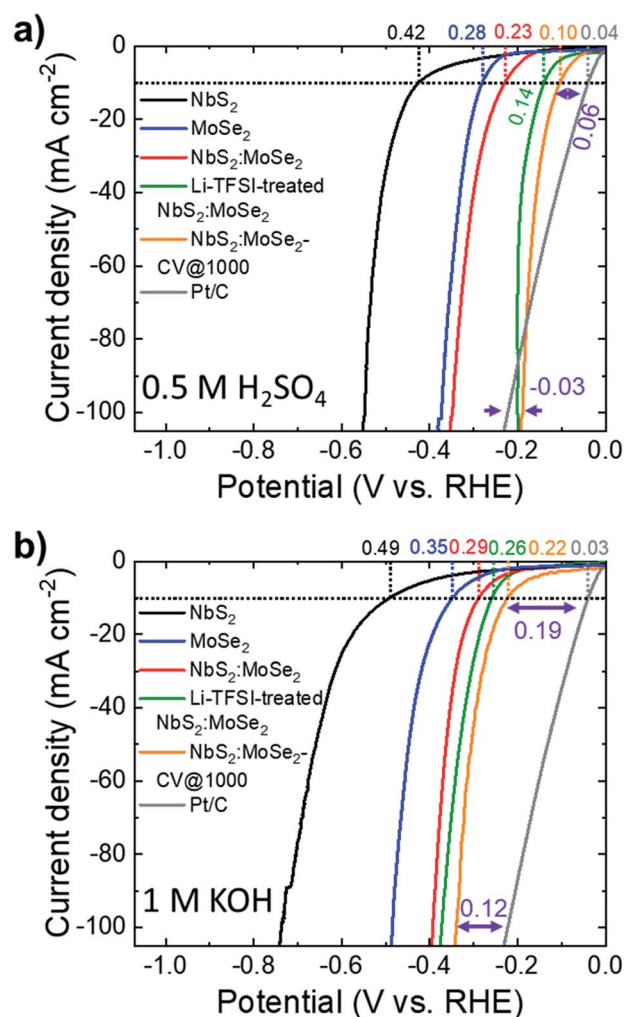 a)
0.42 0.28 0.23 0.10 0.04
0
-20
-40
-60
-80
-100
Current density (mA cm⁻²)
NbS₂
MoSe₂
NbS₂:MoSe₂
Li-TFSI-treated
NbS₂:MoSe₂
NbS₂:MoSe₂-
CV@1000
Pt/C
0.14
0.06
-0.03
0.5 M H₂SO₄
-1.0 -0.8 -0.6 -0.4 -0.2 0.0
Potential (V vs. RHE)
b)
0.49 0.35 0.29 0.26 0.22 0.03
0
-20
-40
-60
-80
-100
Current density (mA cm⁻²)
NbS₂
MoSe₂
NbS₂:MoSe₂
Li-TFSI-treated
NbS₂:MoSe₂
NbS₂:MoSe₂-
CV@1000
Pt/C
0.19
0.12
1 M KOH
-1.0 -0.8 -0.6 -0.4 -0.2 0.0
Potential (V vs. RHE)